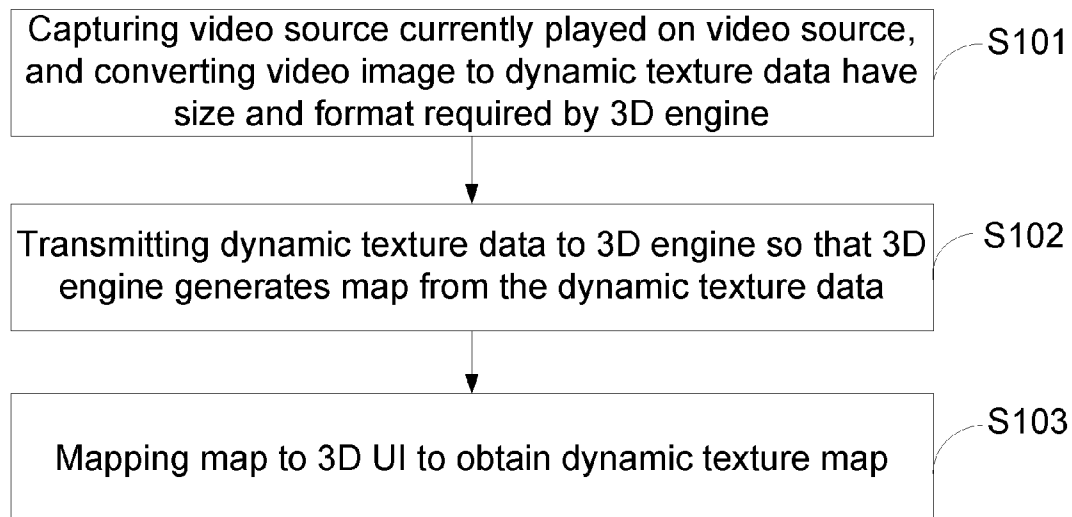 Capturing video source currently played on video source,
and converting video image to dynamic texture data have
size and format required by 3D engine
S101
Transmitting dynamic texture data to 3D engine so that 3D
engine generates map from the dynamic texture data
S102
Mapping map to 3D UI to obtain dynamic texture map
S103